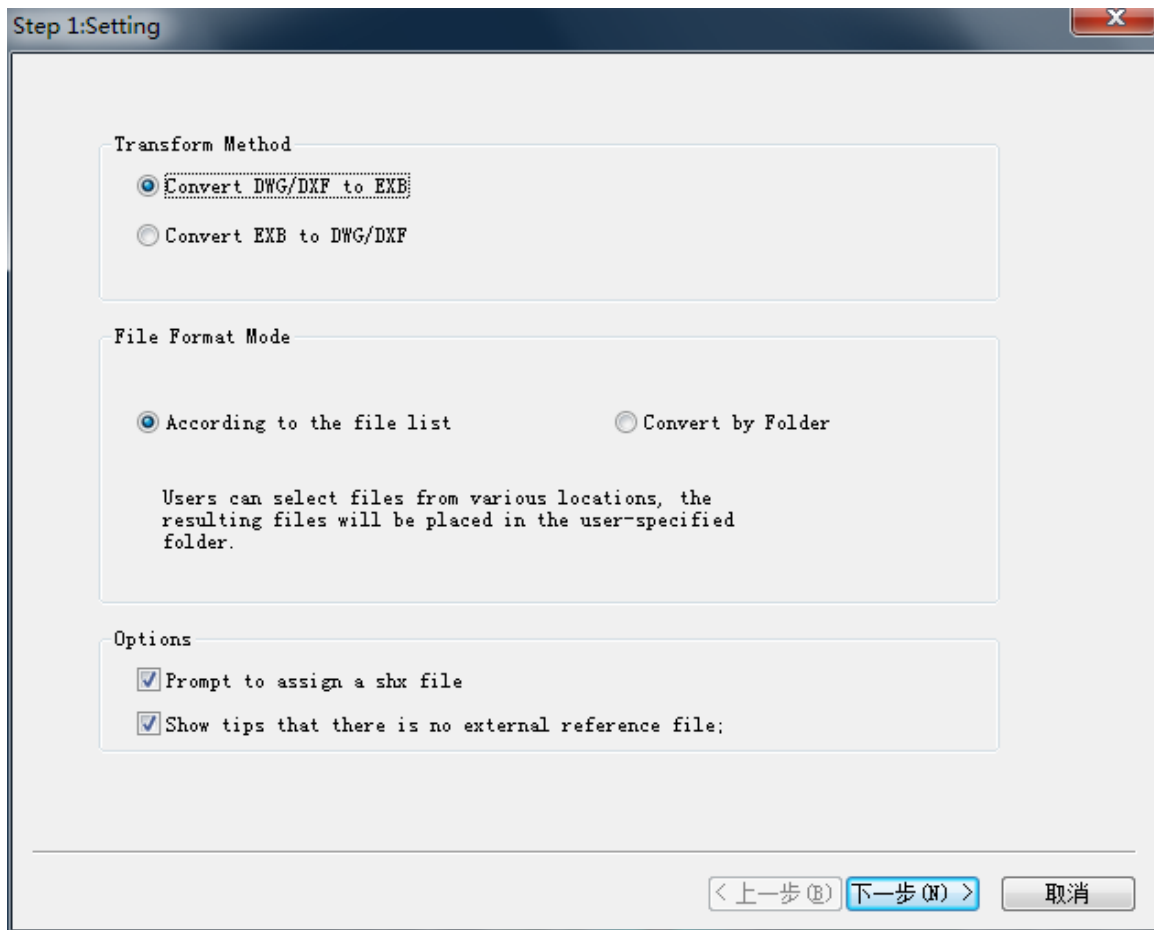 Step 1:Setting
Transform Method
Convert DWG/DXF to EXB
Convert EXB to DWG/DXF
File Format Mode
According to the file list
Convert by Folder
Users can select files from various locations, the
resulting files will be placed in the user-specified
folder.
Options
Prompt to assign a shx file
Show tips that there is no external reference file;
< 上一步(B)
下一步(N) >
取消